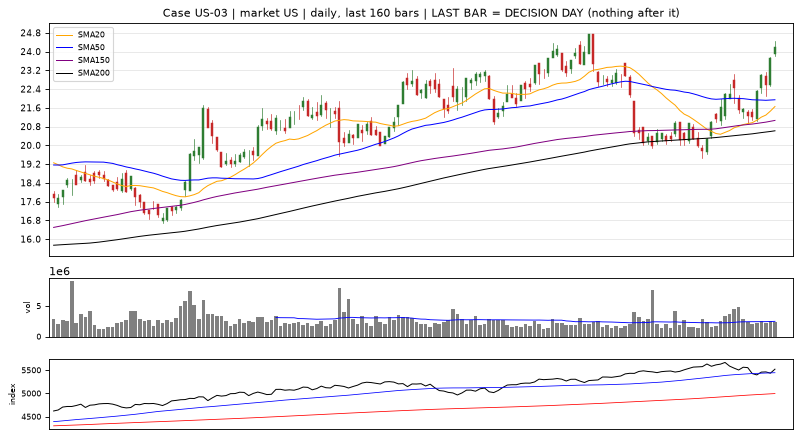 Case US-03 | market US | daily, last 160 bars | LAST BAR = DECISION DAY (nothing after it)
SMA20
SMA50
SMA150
SMA200
24.8
24.0
23.2
22.4
21.6
20.8
20.0
19.2
18.4
17.6
16.8
16.0
1e6
5
0
vol
5500
5000
4500
index